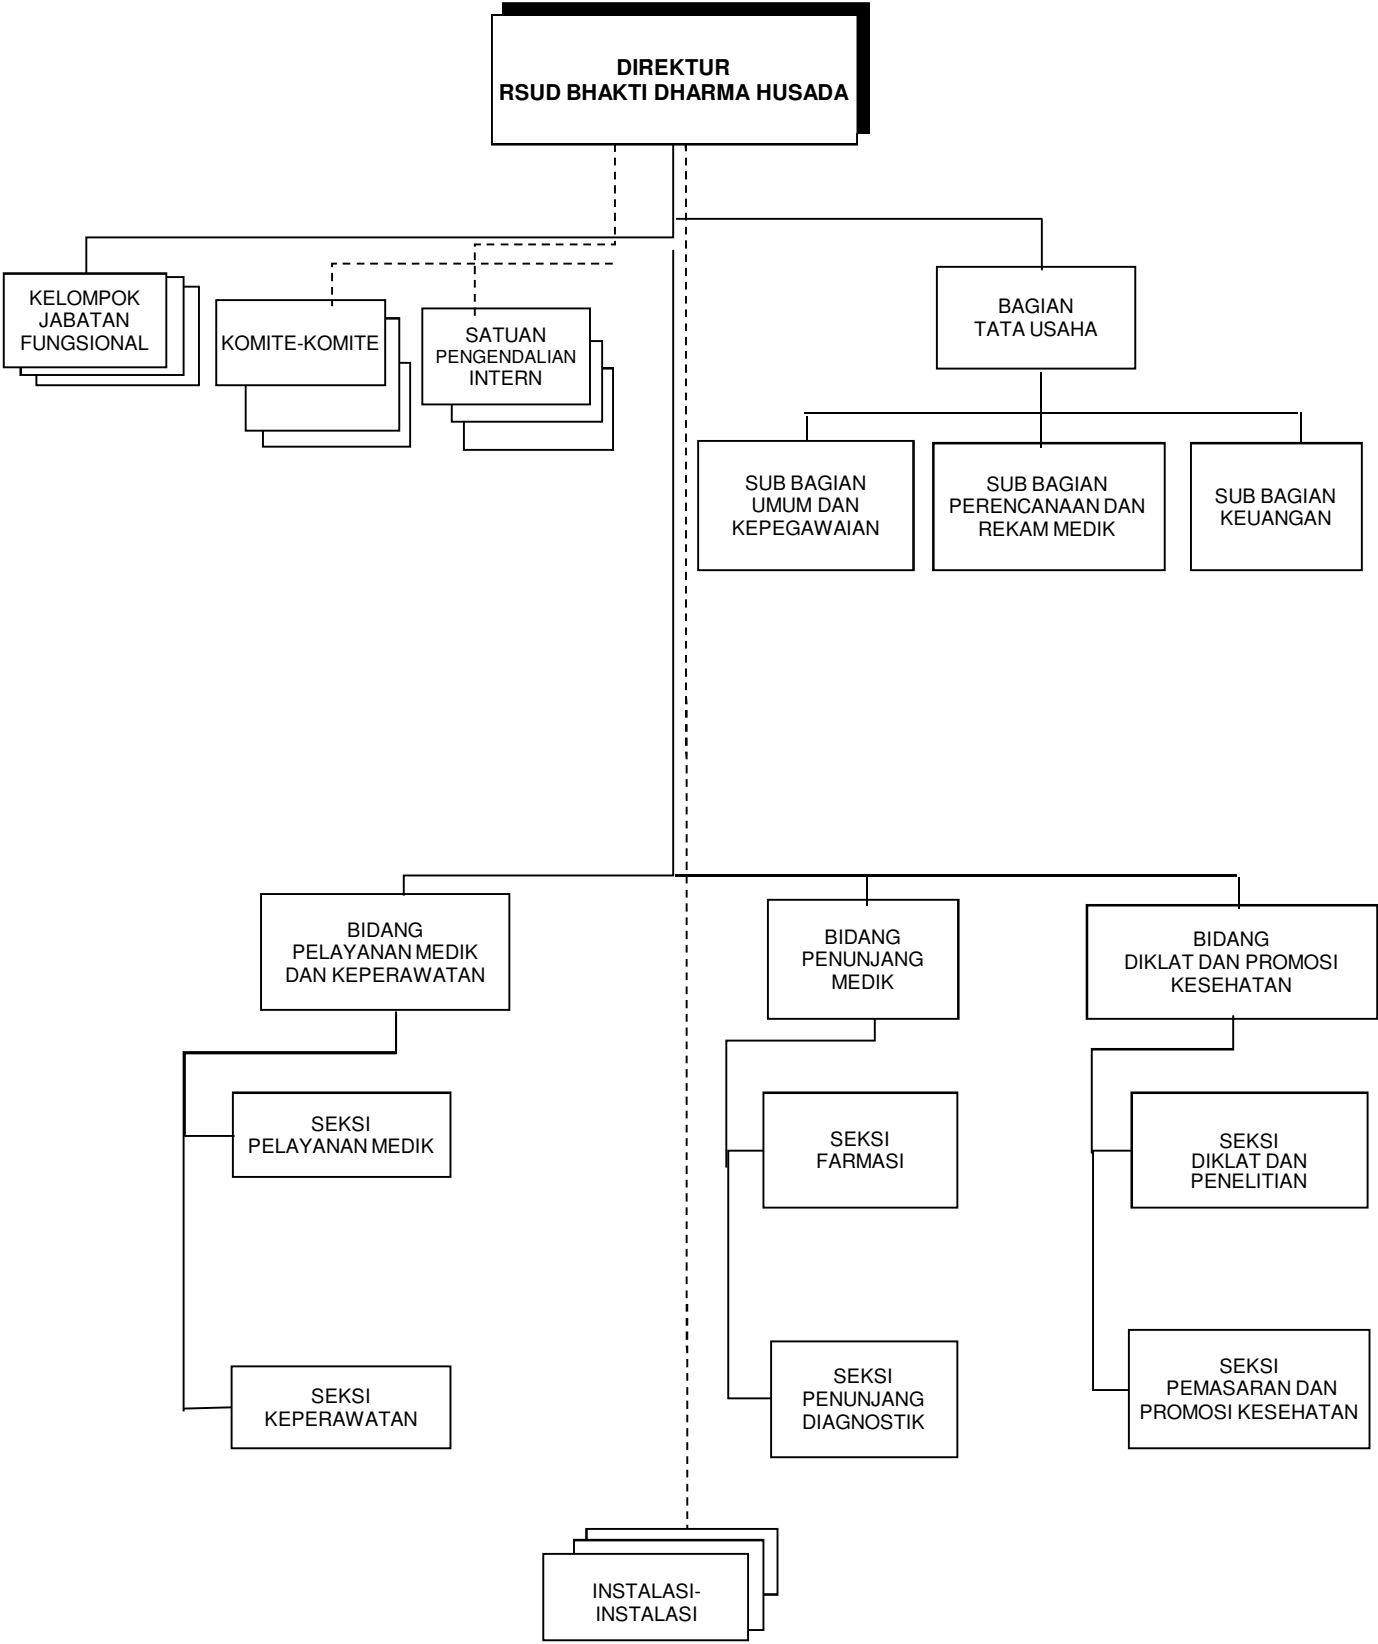 DIREKTUR
RSUD BHAKTI DHARMA HUSADA
KELOMPOK
JABATAN
FUNGSIONAL
KOMITE-KOMITE
SATUAN
PENGENDALIAN
INTERN
BAGIAN
TATA USAHA
SUB BAGIAN
UMUM DAN
KEPEGAWAIAN
SUB BAGIAN
PERENCANAAN DAN
REKAM MEDIK
SUB BAGIAN
KEUANGAN
BIDANG
PELAYANAN MEDIK
DAN KEPERAWATAN
BIDANG
PENUNJANG
MEDIK
BIDANG
DIKLAT DAN PROMOSI
KESEHATAN
SEKSI
PELAYANAN MEDIK
SEKSI
FARMASI
SEKSI
DIKLAT DAN
PENELITIAN
SEKSI
KEPERAWATAN
SEKSI
PENUNJANG
DIAGNOSTIK
SEKSI
PEMASARAN DAN
PROMOSI KESEHATAN
INSTALASI-
INSTALASI